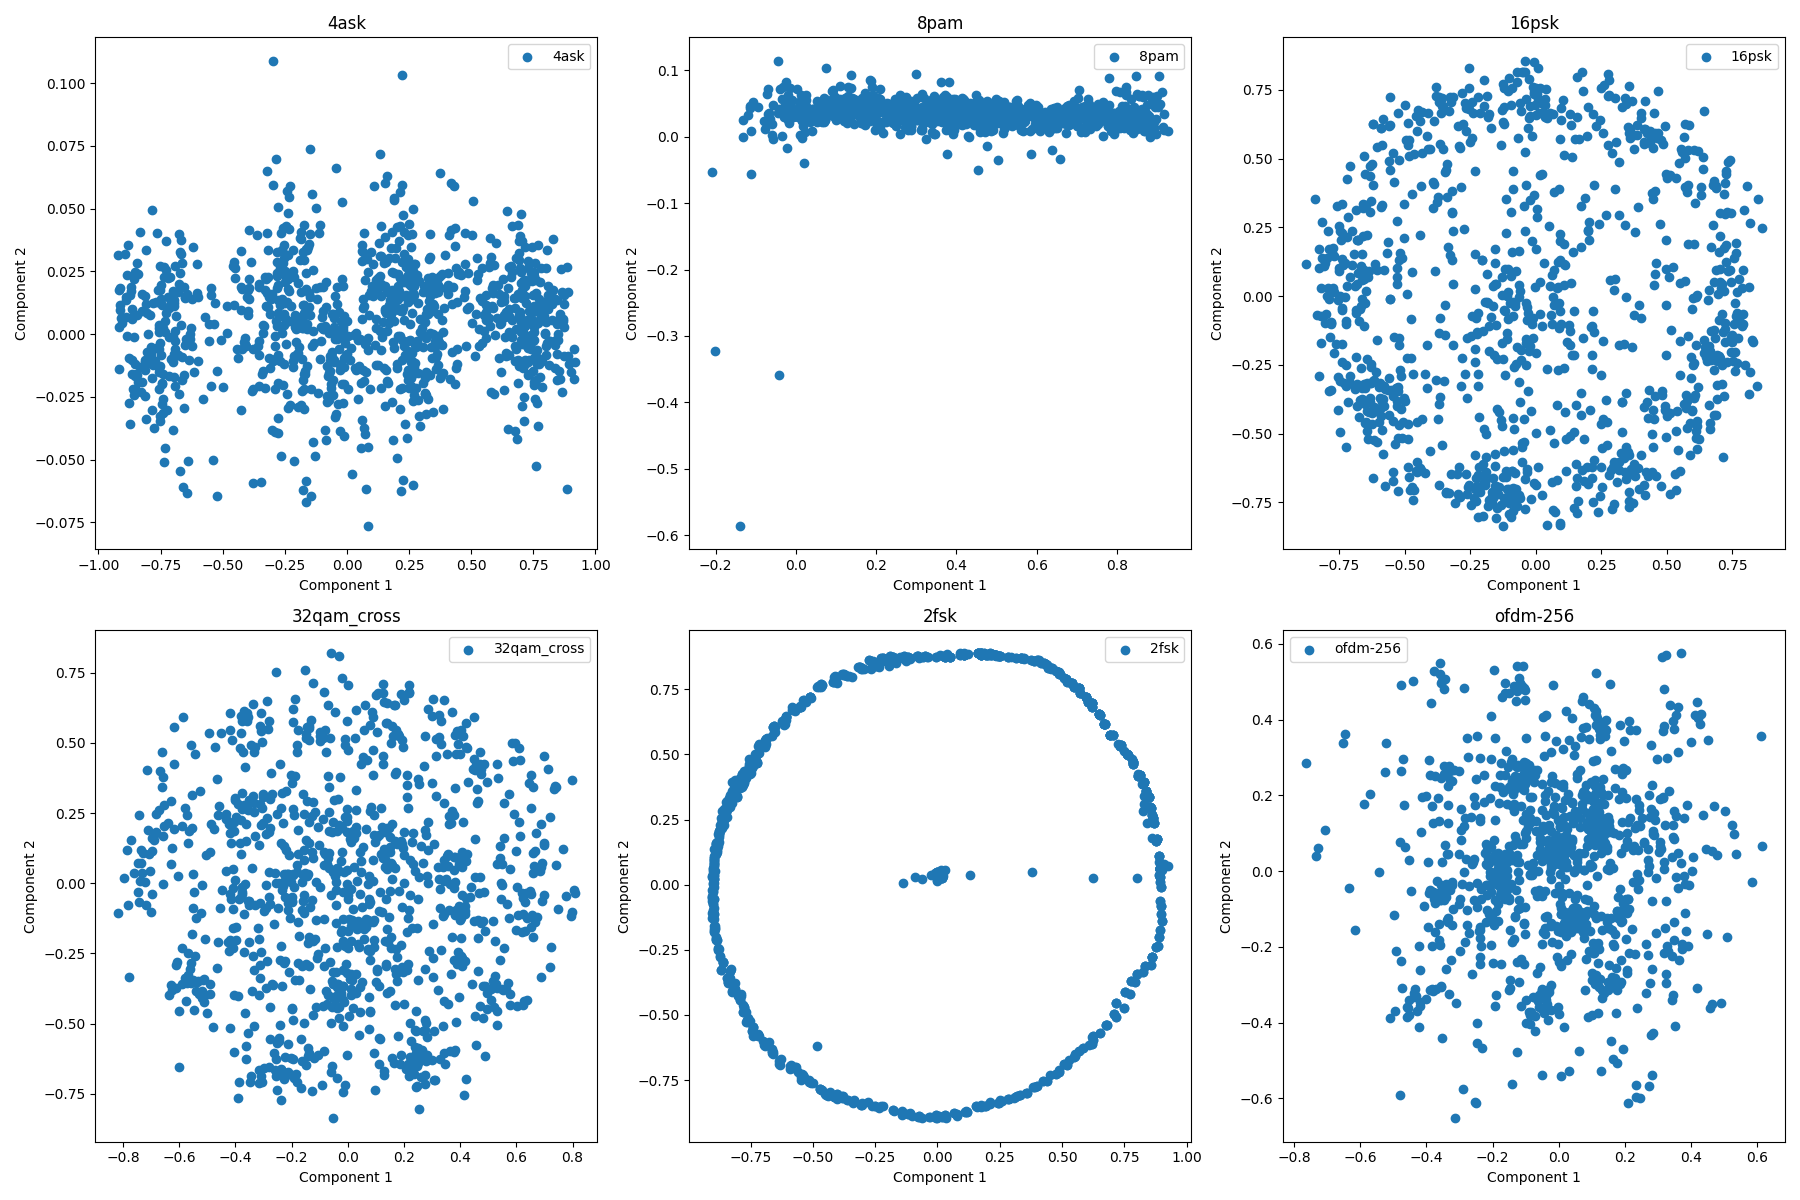 4ask
4ask
0.100
0.075
0.050
0.025
0.000
−0.025
−0.050
−0.075
Component 2
−1.00 −0.75 −0.50 −0.25 0.00 0.25 0.50 0.75 1.00
Component 1
8pam
8pam
0.1
0.0
−0.1
−0.2
−0.3
−0.4
−0.5
−0.6
Component 2
−0.2 0.0 0.2 0.4 0.6 0.8
Component 1
16psk
16psk
0.75
0.50
0.25
0.00
−0.25
−0.50
−0.75
Component 2
−0.75 −0.50 −0.25 0.00 0.25 0.50 0.75
Component 1
32qam_cross
32qam_cross
0.75
0.50
0.25
0.00
−0.25
−0.50
−0.75
Component 2
−0.8 −0.6 −0.4 −0.2 0.0 0.2 0.4 0.6 0.8
Component 1
2fsk
2fsk
0.75
0.50
0.25
0.00
−0.25
−0.50
−0.75
Component 2
−0.75 −0.50 −0.25 0.00 0.25 0.50 0.75 1.00
Component 1
ofdm-256
ofdm-256
0.6
0.4
0.2
0.0
−0.2
−0.4
−0.6
Component 2
−0.8 −0.6 −0.4 −0.2 0.0 0.2 0.4 0.6
Component 1